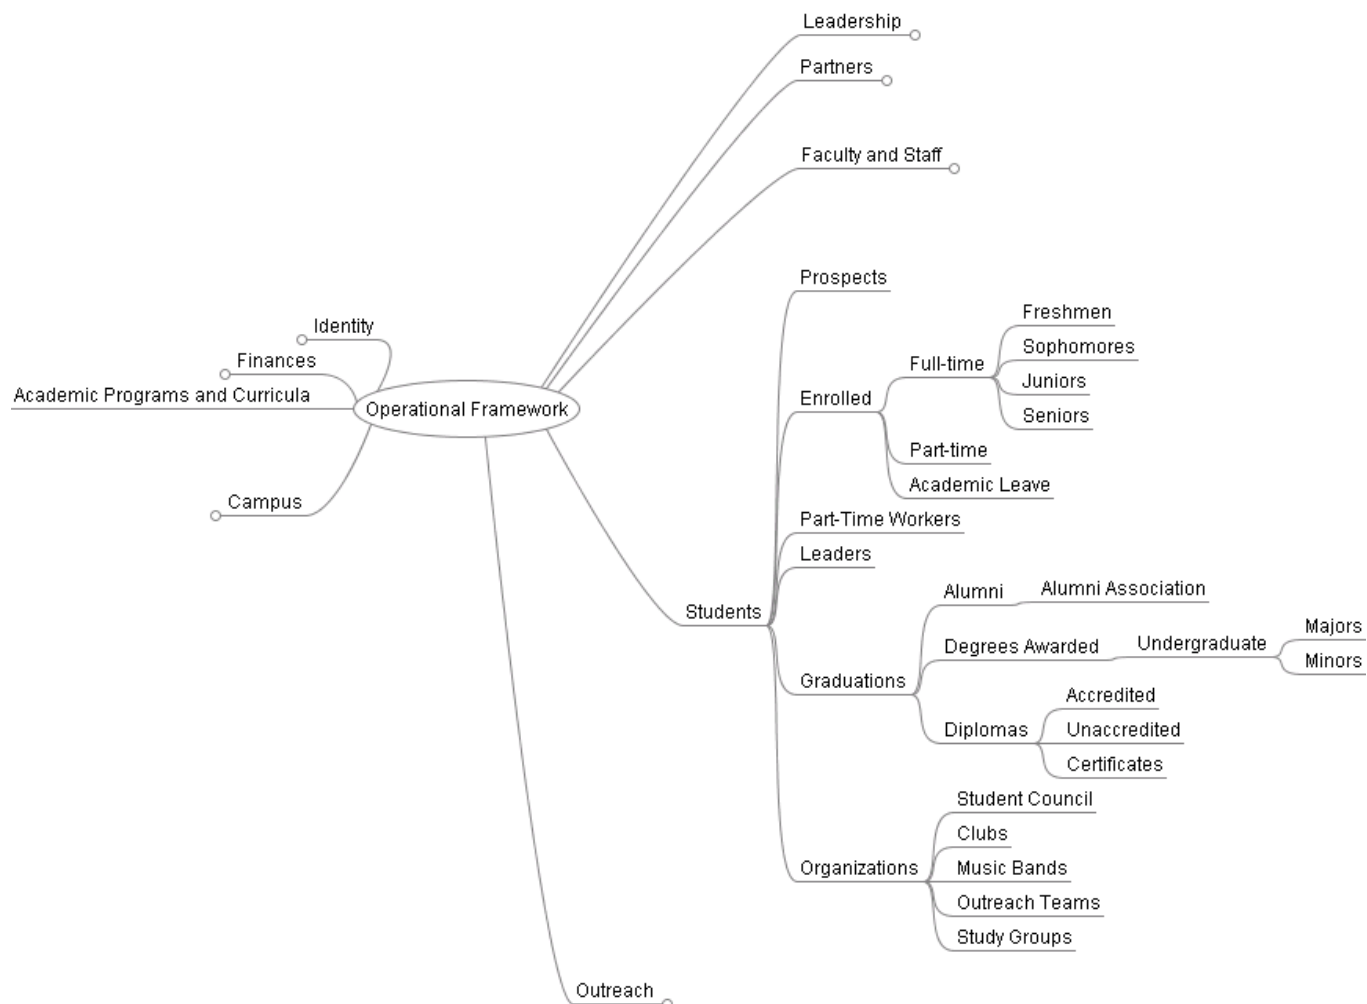 Leadership
Partners
Faculty and Staff
Identity
Finances
Academic Programs and Curricula
Campus
Operational Framework
Students
Prospects
Enrolled
Full-time
Freshmen
Sophomores
Juniors
Seniors
Part-time
Academic Leave
Part-Time Workers
Leaders
Graduations
Alumni
Alumni Association
Degrees Awarded
Undergraduate
Majors
Minors
Diplomas
Accredited
Unaccredited
Certificates
Organizations
Student Council
Clubs
Music Bands
Outreach Teams
Study Groups
Outreach